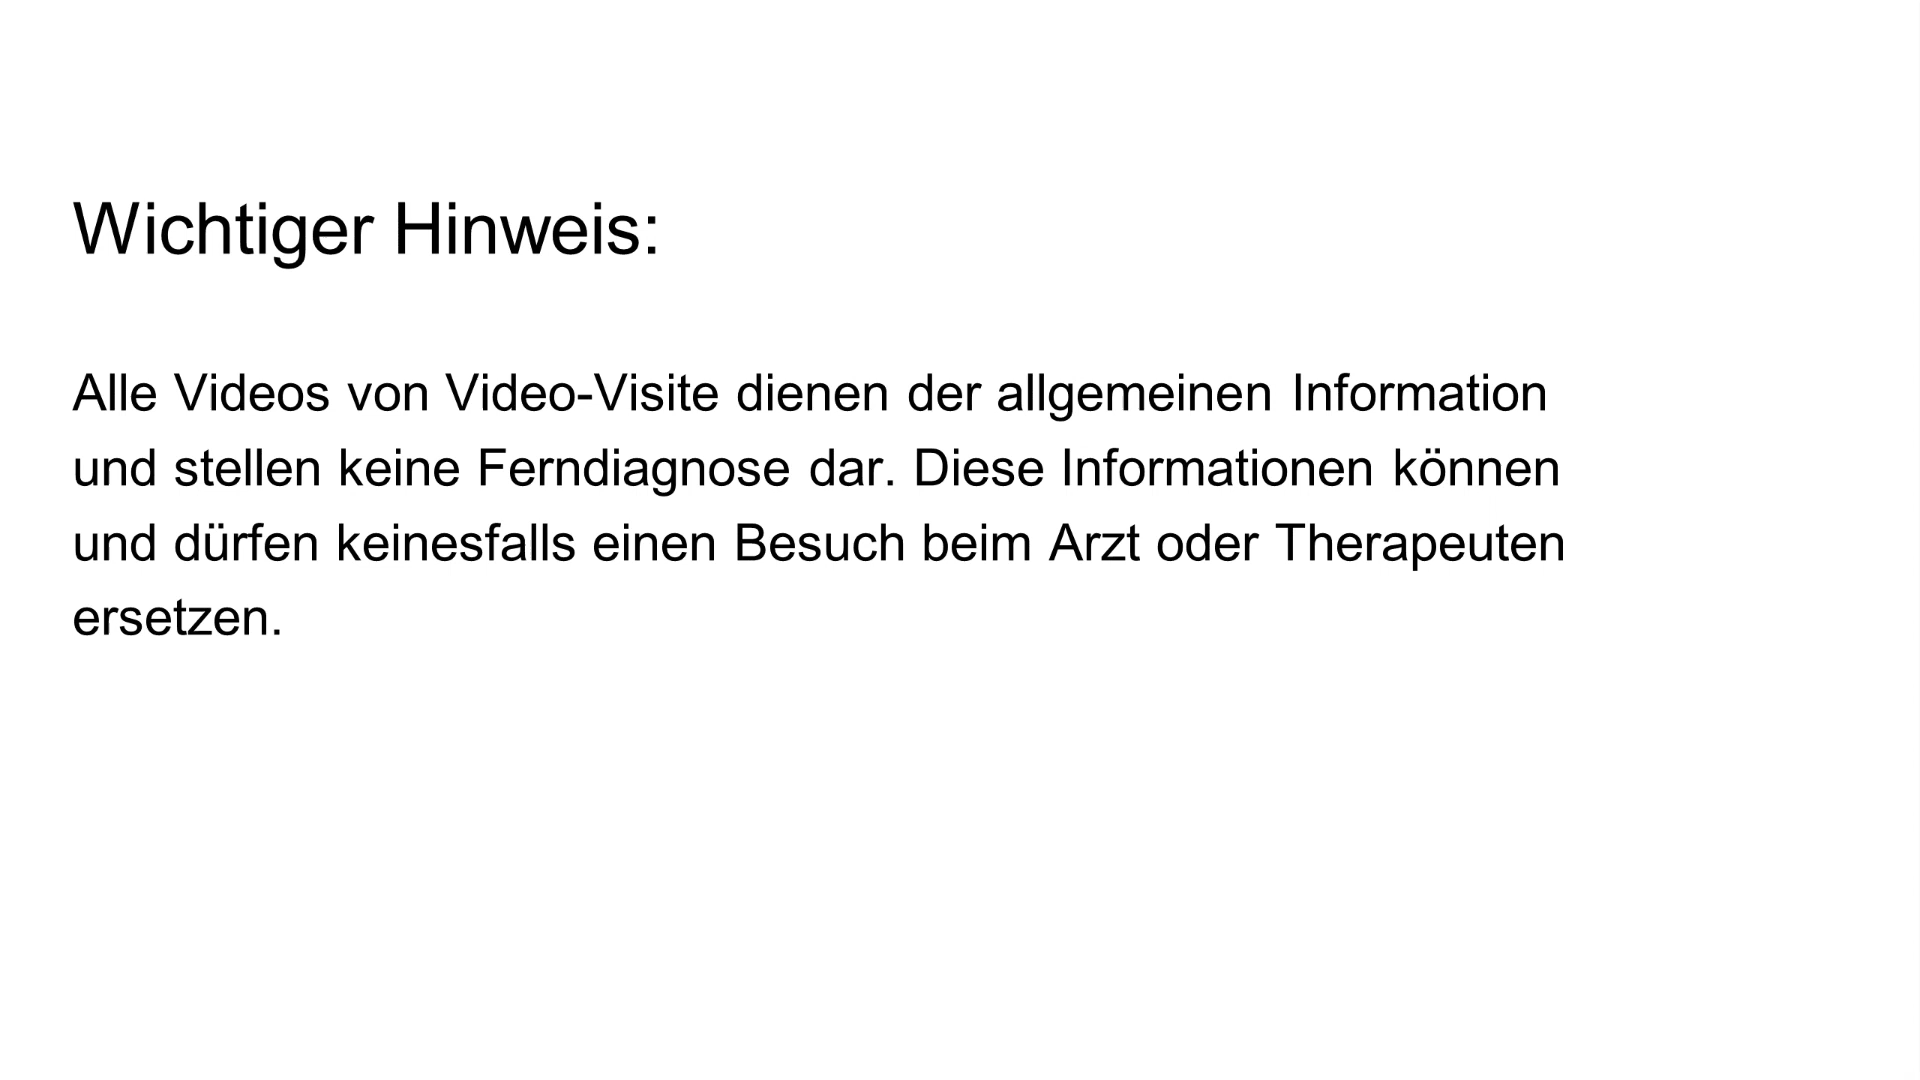 Wichtiger Hinweis:
Alle Videos von Video-Visite dienen der allgemeinen Information
und stellen keine Ferndiagnose dar. Diese Informationen können
und dürfen keinesfalls einen Besuch beim Arzt oder Therapeuten
ersetzen.